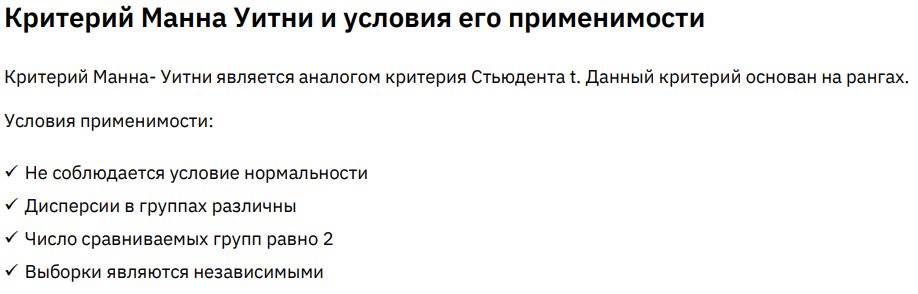 Критерий Манна Уитни и условия его применимости
Критерий Манна- Уитни является аналогом критерия Стьюдента t. Данный критерий основан на рангах.
Условия применимости:
✓ Не соблюдается условие нормальности
✓ Дисперсии в группах различны
✓ Число сравниваемых групп равно 2
✓ Выборки являются независимыми